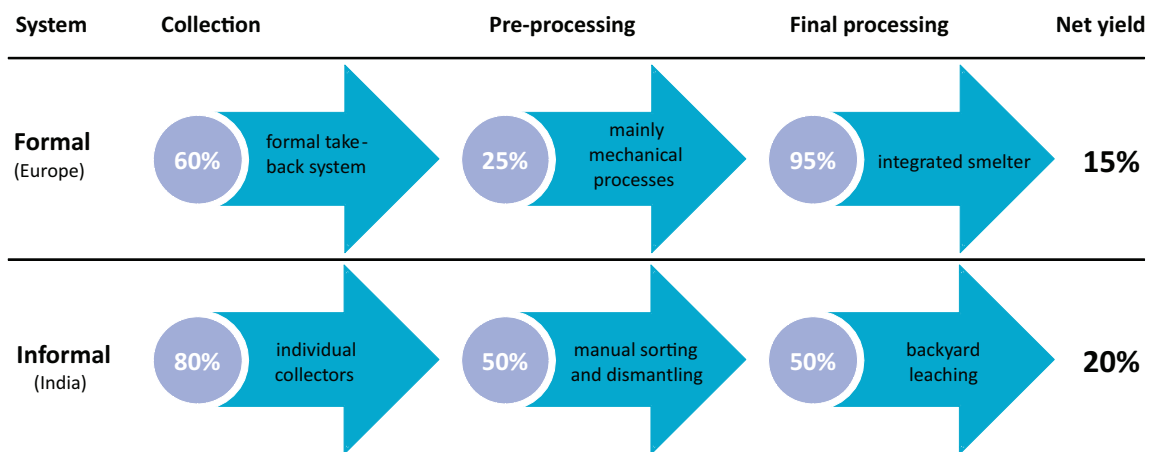 System Collection Pre-processing Final processing Net yield
Formal
(Europe)
60%
formal take-
back system
25%
mainly
mechanical
processes
95%
integrated smelter
15%
Informal
(India)
80%
individual
collectors
50%
manual sorting
and dismantling
50%
backyard
leaching
20%